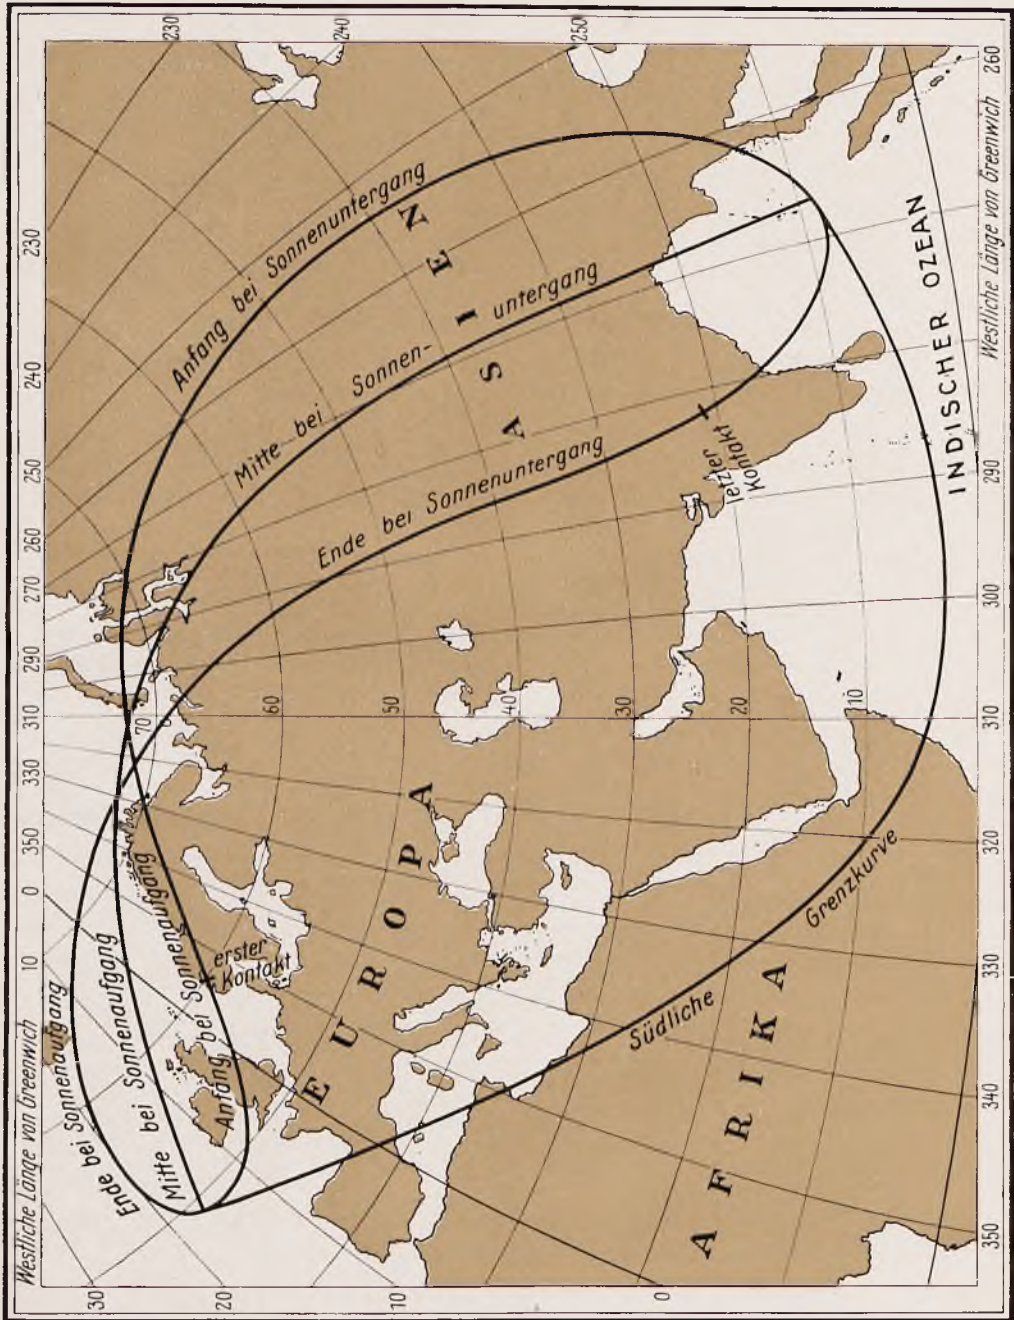 230
240
250
260
230
240
250
260
270
290
310
330
350
0
10
Westliche Länge von Greenwich
30
20
10
0
350
340
330
320
310
300
290
Westliche Länge von Greenwich
Anfang bei Sonnenuntergang
Mitte bei Sonnen-
untergang
Ende bei Sonnenuntergang
ASIEN
letzter
Kontakt
INDISCHER OZEAN
70
60
50
40
30
20
10
Ende bei Sonnenaufgang
Mitte bei Sonnenaufgang
Anfang bei Sonnenaufgang
erster
Kontakt
EUROPA
Südliche Grenzkurve
AFRIKA